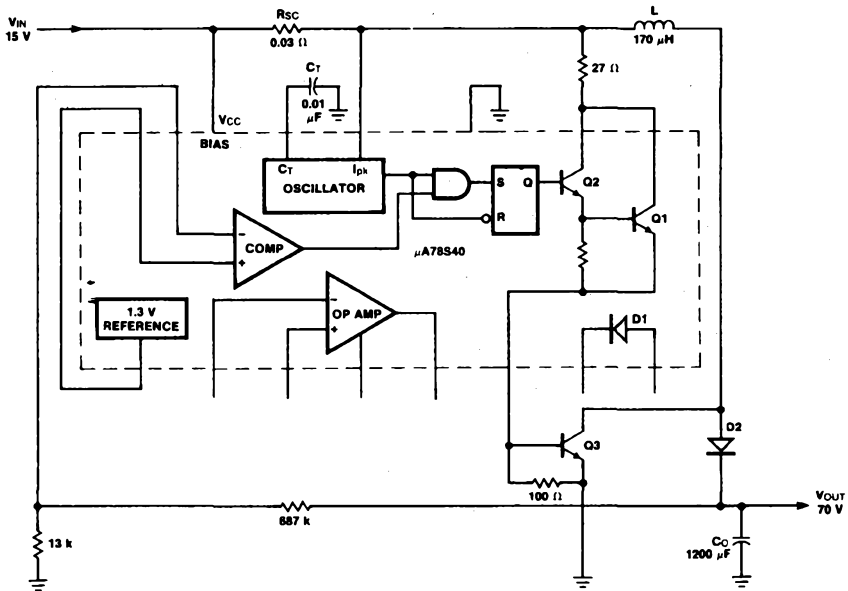 VIN
15 V
RSC
0.03 Ω
L
170 µH
CT
0.01
µF
27 Ω
VCC
BIAS
CT
Ipk
OSCILLATOR
S
Q
R
Q2
Q1
−
COMP
+
µA78S40
1.3 V
REFERENCE
−
OP AMP
+
D1
D2
Q3
100 Ω
687 k
13 k
VOUT
70 V
CO
1200 µF